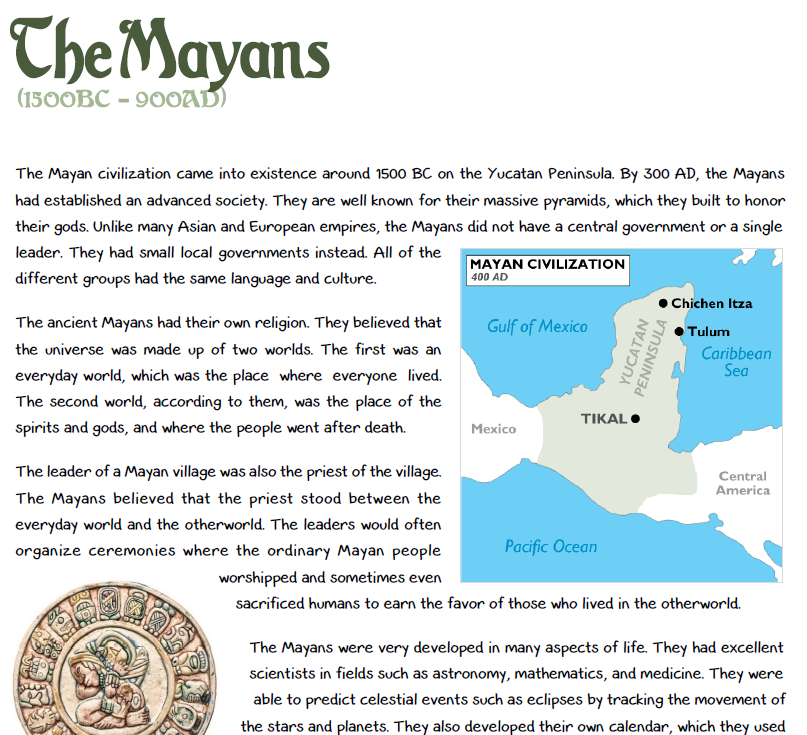 The Mayans
(1500BC – 900AD)
The Mayan civilization came into existence around 1500 BC on the Yucatan Peninsula. By 300 AD, the Mayans
had established an advanced society. They are well known for their massive pyramids, which they built to honor
their gods. Unlike many Asian and European empires, the Mayans did not have a central government or a single
leader. They had small local governments instead. All of the
different groups had the same language and culture.
The ancient Mayans had their own religion. They believed that
the universe was made up of two worlds. The first was an
everyday world, which was the place where everyone lived.
The second world, according to them, was the place of the
spirits and gods, and where the people went after death.
The leader of a Mayan village was also the priest of the village.
The Mayans believed that the priest stood between the
everyday world and the otherworld. The leaders would often
organize ceremonies where the ordinary Mayan people
worshipped and sometimes even
sacrificed humans to earn the favor of those who lived in the otherworld.
MAYAN CIVILIZATION
400 AD
Chichen Itza
Gulf of Mexico
Tulum
YUCATAN
PENINSULA
Caribbean
Sea
TIKAL
Mexico
Central
America
Pacific Ocean
The Mayans were very developed in many aspects of life. They had excellent
scientists in fields such as astronomy, mathematics, and medicine. They were
able to predict celestial events such as eclipses by tracking the movement of
the stars and planets. They also developed their own calendar, which they used